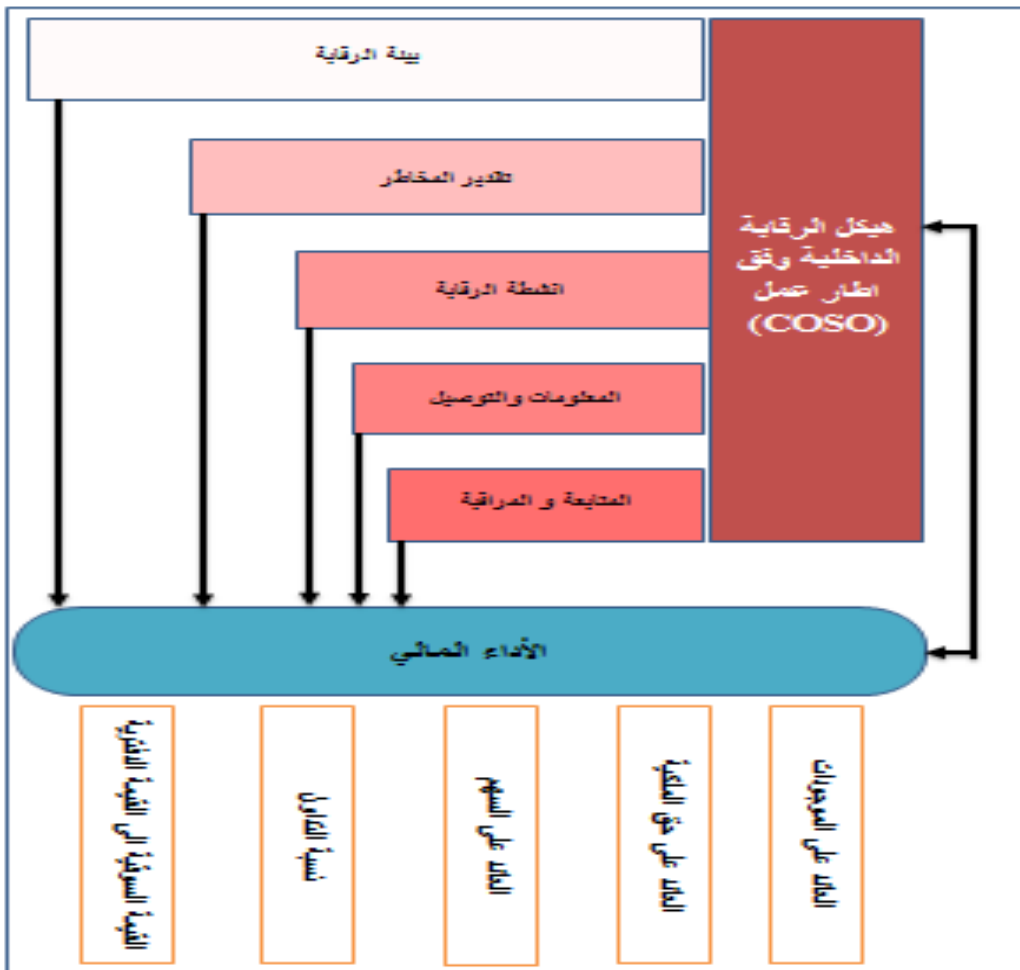 بيئة الرقابة
تقدير المخاطر
انشطة الرقابة
المعلومات والتوصيل
المتابعة و المراقبة
هيكل الرقابة
الداخلية وفق
اطار عمل
(COSO)
الأداء المالي
العائد على الموجودات
العائد على حق الملكية
العائد على السهم
نسبة التداول
القيمة السوقية الى القيمة الدفترية